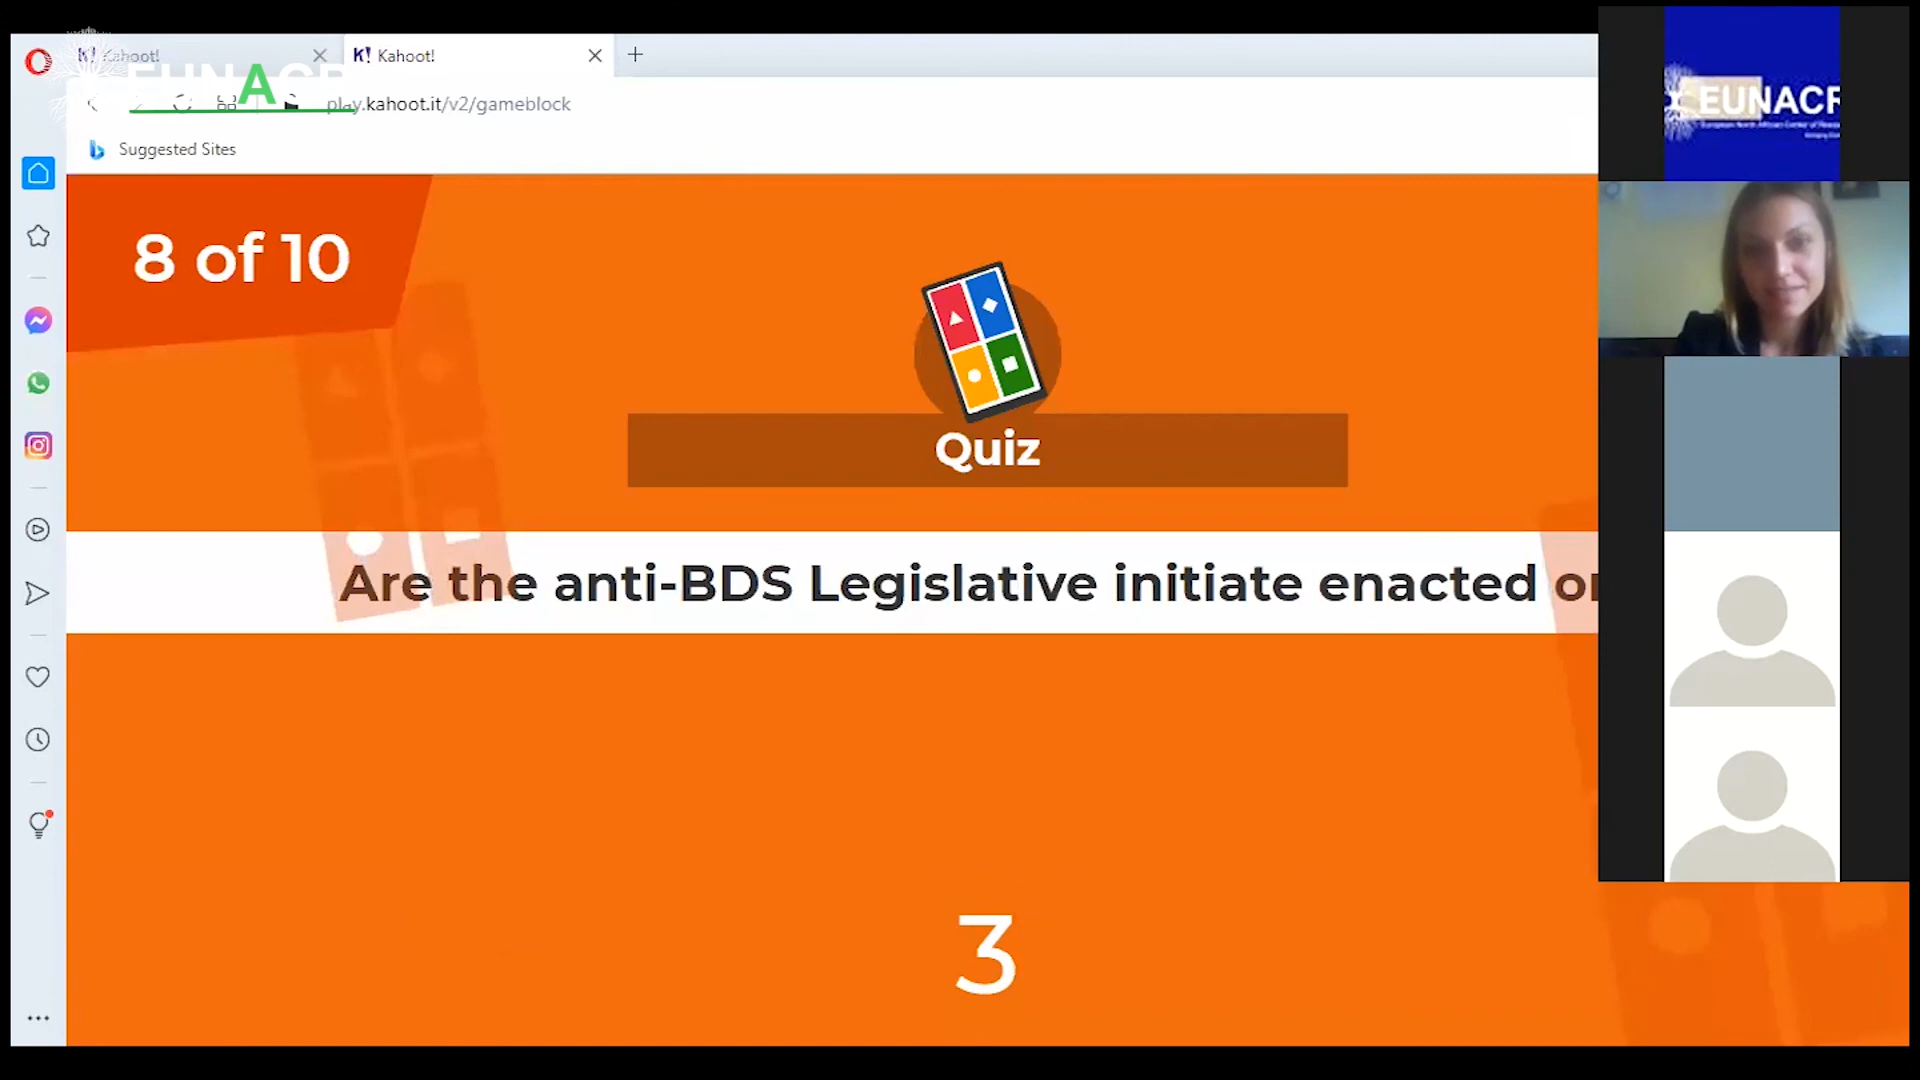 Kahoot!
K! Kahoot!
EUNACR
play.kahoot.it/v2/gameblock
Suggested Sites
EUNACR
8 of 10
Quiz
Are the anti-BDS Legislative initiate enacted
3